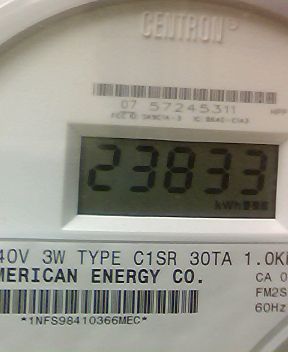 CENTRON®
07 57245311
23833
kWh
40V 3W TYPE C1SR 30TA 1.0K
MERICAN ENERGY CO.
CA 0
FM2S
60Hz
*1NFS98410366MEC*